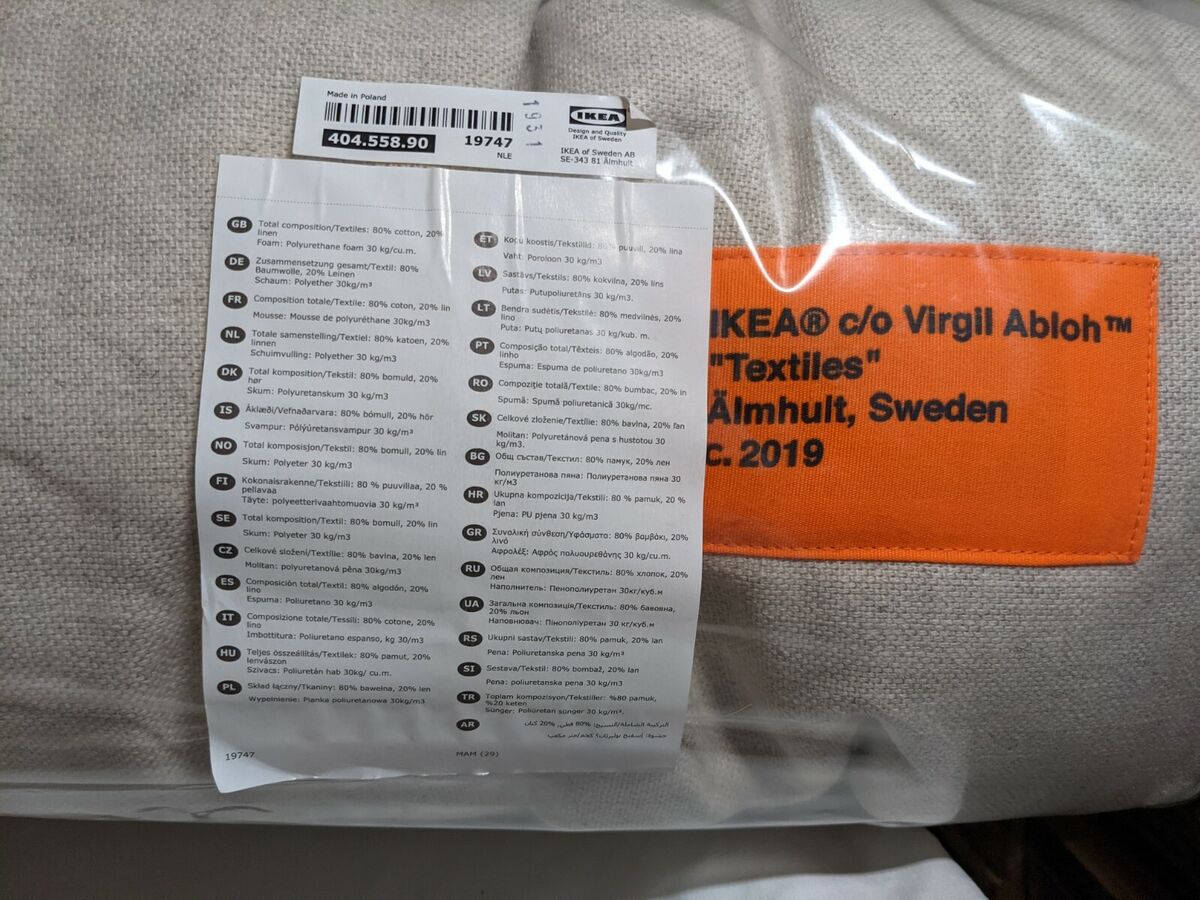 Made in Poland
404.558.90
19747
NLE
1931
IKEA
Design and Quality
IKEA of Sweden
IKEA of Sweden AB
SE-343 81 Älmhult
GB Total composition/Textiles: 80% cotton, 20%
linen
Foam: Polyurethane foam 30 kg/cu.m.
DE Zusammensetzung gesamt/Textil: 80%
Baumwolle, 20% Leinen
Schaum: Polyether 30kg/m³
FR Composition totale/Textile: 80% coton, 20% lin
Mousse: Mousse de polyuréthane 30kg/m3
NL Totale samenstelling/Textiel: 80% katoen, 20%
linnen
Schuimvulling: Polyether 30 kg/m3
DK Total komposition/Tekstil: 80% bomuld, 20%
hør
Skum: Polyuretanskum 30 kg/m3
IS Áklæði/Vefnaðarvara: 80% bómull, 20% hör
Svampur: Pólýúretansvampur 30 kg/m³
NO Total komposisjon/Tekstil: 80% bomull, 20% lin
Skum: Polyeter 30 kg/m3
FI Kokonaisrakenne/Tekstiili: 80 % puuvillaa, 20 %
pellavaa
Täyte: polyeetterivaahtomuovia 30 kg/m³
SE Total komposition/Textil: 80% bomull, 20% lin
Skum: Polyeter 30 kg/m3
CZ Celkové složení/Textilie: 80% bavlna, 20% len
Molitan: polyuretanová pěna 30kg/m3
ES Composición total/Textil: 80% algodón, 20%
lino
Espuma: Poliuretano 30 kg/m3
IT Composizione totale/Tessili: 80% cotone, 20%
lino
Imbottitura: Poliuretano espanso, kg 30/m3
HU Teljes összeállítás/Textilek: 80% pamut, 20%
lenvászon
Szivacs: Poliuretán hab 30kg/ cu.m.
PL Skład łączny/Tkaniny: 80% bawełna, 20% len
Wypełnienie: Pianka poliuretanowa 30kg/m3
19747
ET Kogu koostis/Tekstiilid: 80% puuvill, 20% lina
Vaht: Poroloon 30 kg/m3
LV Sastāvs/Tekstils: 80% kokvilna, 20% lins
Putas: Putupoliuretāns 30 kg/m3.
LT Bendra sudėtis/Tekstilė: 80% medvilnės, 20%
lino
Puta: Putų poliuretanas 30 kg/kub. m.
PT Composição total/Têxteis: 80% algodão, 20%
linho
Espuma: Espuma de poliuretano 30kg/m3
RO Compoziţie totală/Textile: 80% bumbac, 20% in
Spumă: Spumă poliuretanică 30kg/mc.
SK Celkové zloženie/Textílie: 80% bavlna, 20% ľan
Molitan: Polyuretánová pena s hustotou 30
kg/m3.
BG Общ състав/Текстил: 80% памук, 20% лен
Полиуретанова пяна: Полиуретанова пяна 30
кг/м3
HR Ukupna kompozicija/Tekstili: 80 % pamuk, 20 %
lan
Pjena: PU pjena 30 kg/m3
GR Συνολική σύνθεση/Υφάσματα: 80% βαμβάκι, 20%
λινό
Αφρολέξ: Αφρός πολυουρεθάνης 30 kg/cu.m.
RU Общая композиция/Текстиль: 80% хлопок, 20%
лен
Наполнитель: Пенополиуретан 30кг/куб.м
UA Загальна композиція/Текстиль: 80% бавовна,
20% льон
Наповнювач: Пінополіуретан 30 кг/куб.м
RS Ukupni sastav/Tekstili: 80 % pamuk, 20 % lan
Pena: Poliuretanska pena 30 kg/m³
SI Sestava/Tekstil: 80% bombaž, 20% lan
Pena: poliuretanska pena 30 kg/m3
TR Toplam kompozisyon/Tekstiller: %80 pamuk,
%20 keten
Sünger: Poliüretan sünger 30 kg/m³.
AR التركيبة الشاملة/النسيج: 80% قطن, 20% كتان
MAM (29)
IKEA® c/o Virgil Abloh™
"Textiles"
Älmhult, Sweden
c. 2019